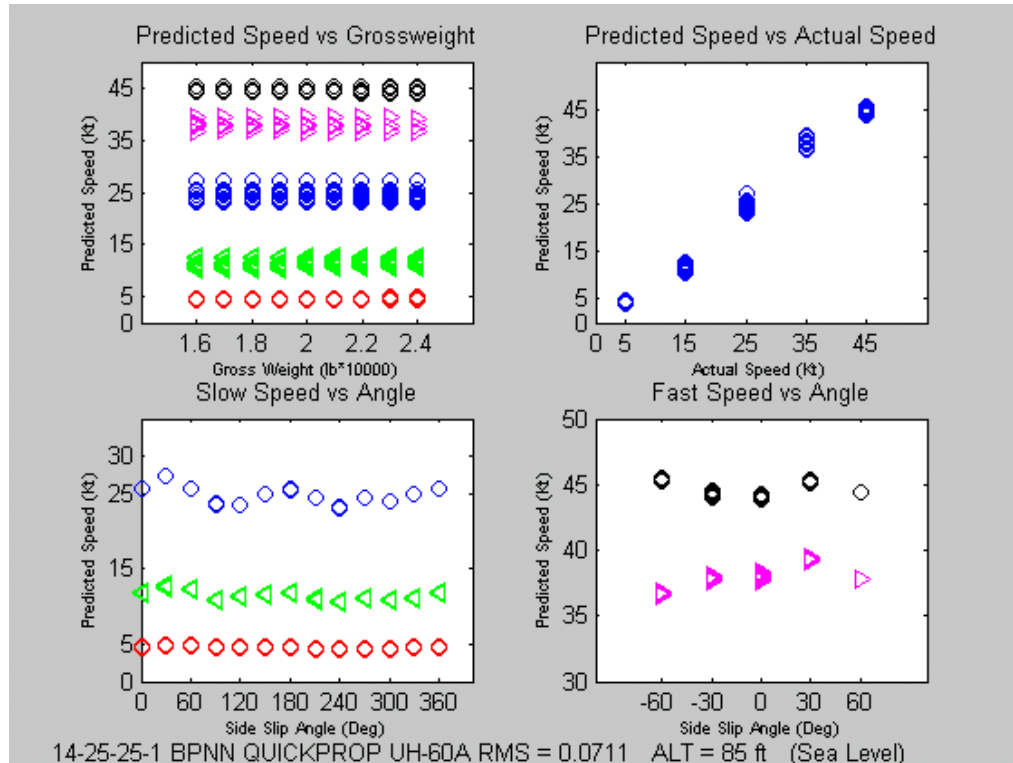 Predicted Speed vs Grossweight
Predicted Speed (Kt)
45
35
25
15
5
0
1.6 1.8 2 2.2 2.4
Gross Weight (lb*10000)
Predicted Speed vs Actual Speed
Predicted Speed (Kt)
45
35
25
15
5
0
0 5 15 25 35 45
Actual Speed (Kt)
Slow Speed vs Angle
Predicted Speed (Kt)
35
25
15
5
0
0 60 120 180 240 300 360
Side Slip Angle (Deg)
Fast Speed vs Angle
Predicted Speed (Kt)
50
45
40
35
30
-60 -30 0 30 60
Side Slip Angle (Deg)
14-25-25-1 BPNN QUICKPROP UH-60A RMS = 0.0711 ALT = 85 ft (Sea Level)